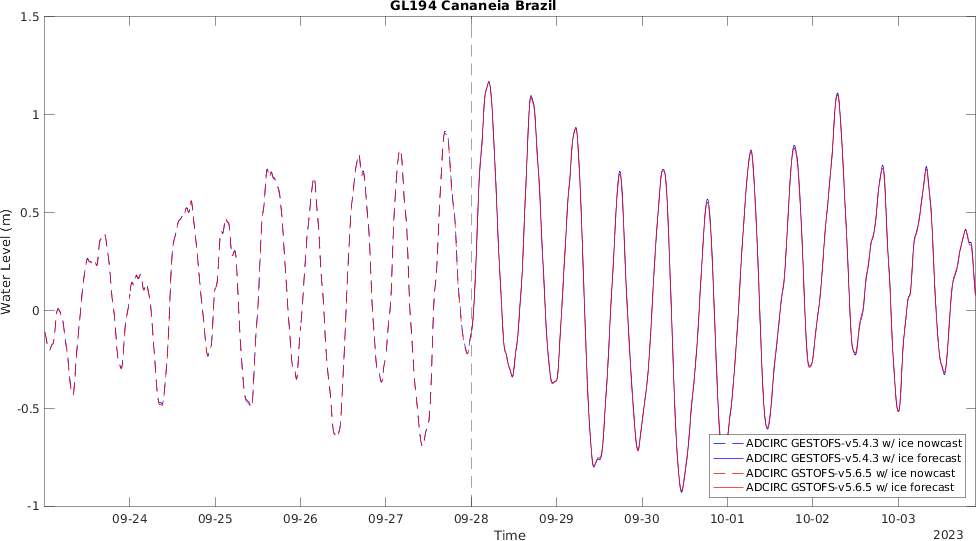 GL194 Cananeia Brazil
1.5
1
0.5
0
-0.5
-1
Water Level (m)
09-24 09-25 09-26 09-27 09-28 09-29 09-30 10-01 10-02 10-03
Time
2023
ADCIRC GESTOFS-v5.4.3 w/ ice nowcast
ADCIRC GESTOFS-v5.4.3 w/ ice forecast
ADCIRC GSTOFS-v5.6.5 w/ ice nowcast
ADCIRC GSTOFS-v5.6.5 w/ ice forecast